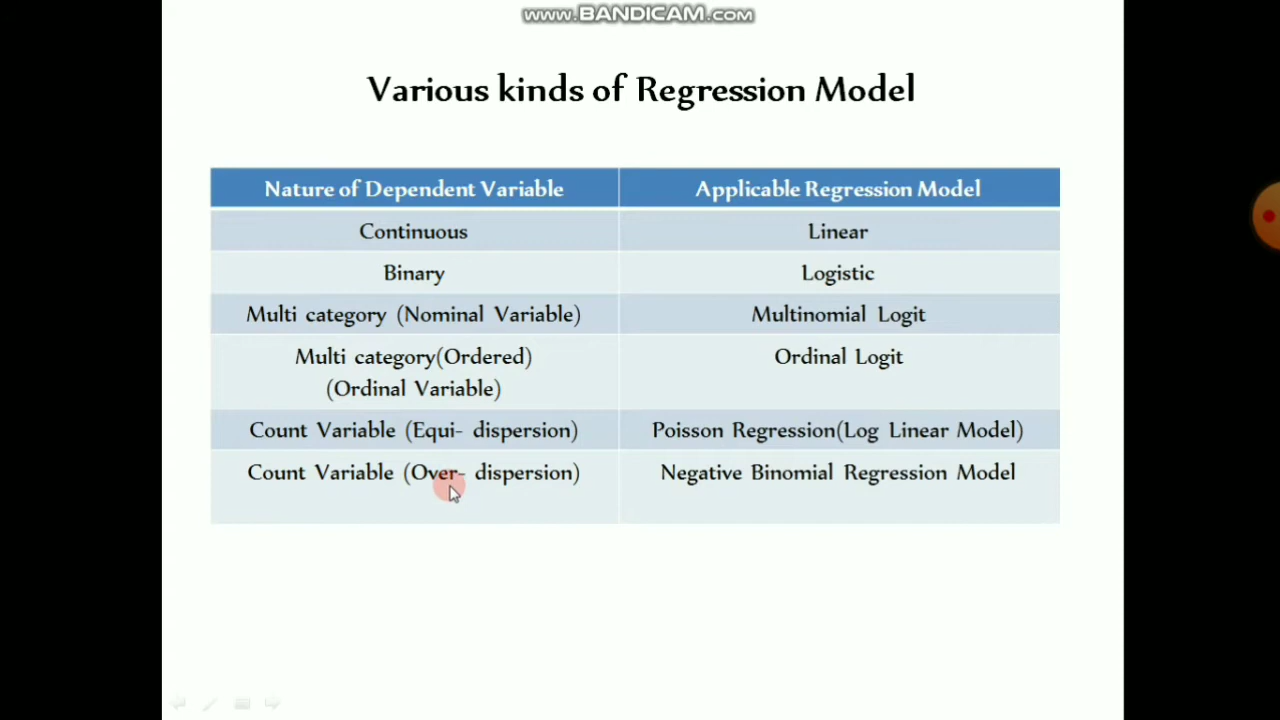 www.BANDICAM.com
Various kinds of Regression Model
Nature of Dependent Variable
Applicable Regression Model
Continuous
Linear
Binary
Logistic
Multi category (Nominal Variable)
Multinomial Logit
Multi category(Ordered)
(Ordinal Variable)
Ordinal Logit
Count Variable (Equi- dispersion)
Poisson Regression(Log Linear Model)
Count Variable (Over- dispersion)
Negative Binomial Regression Model